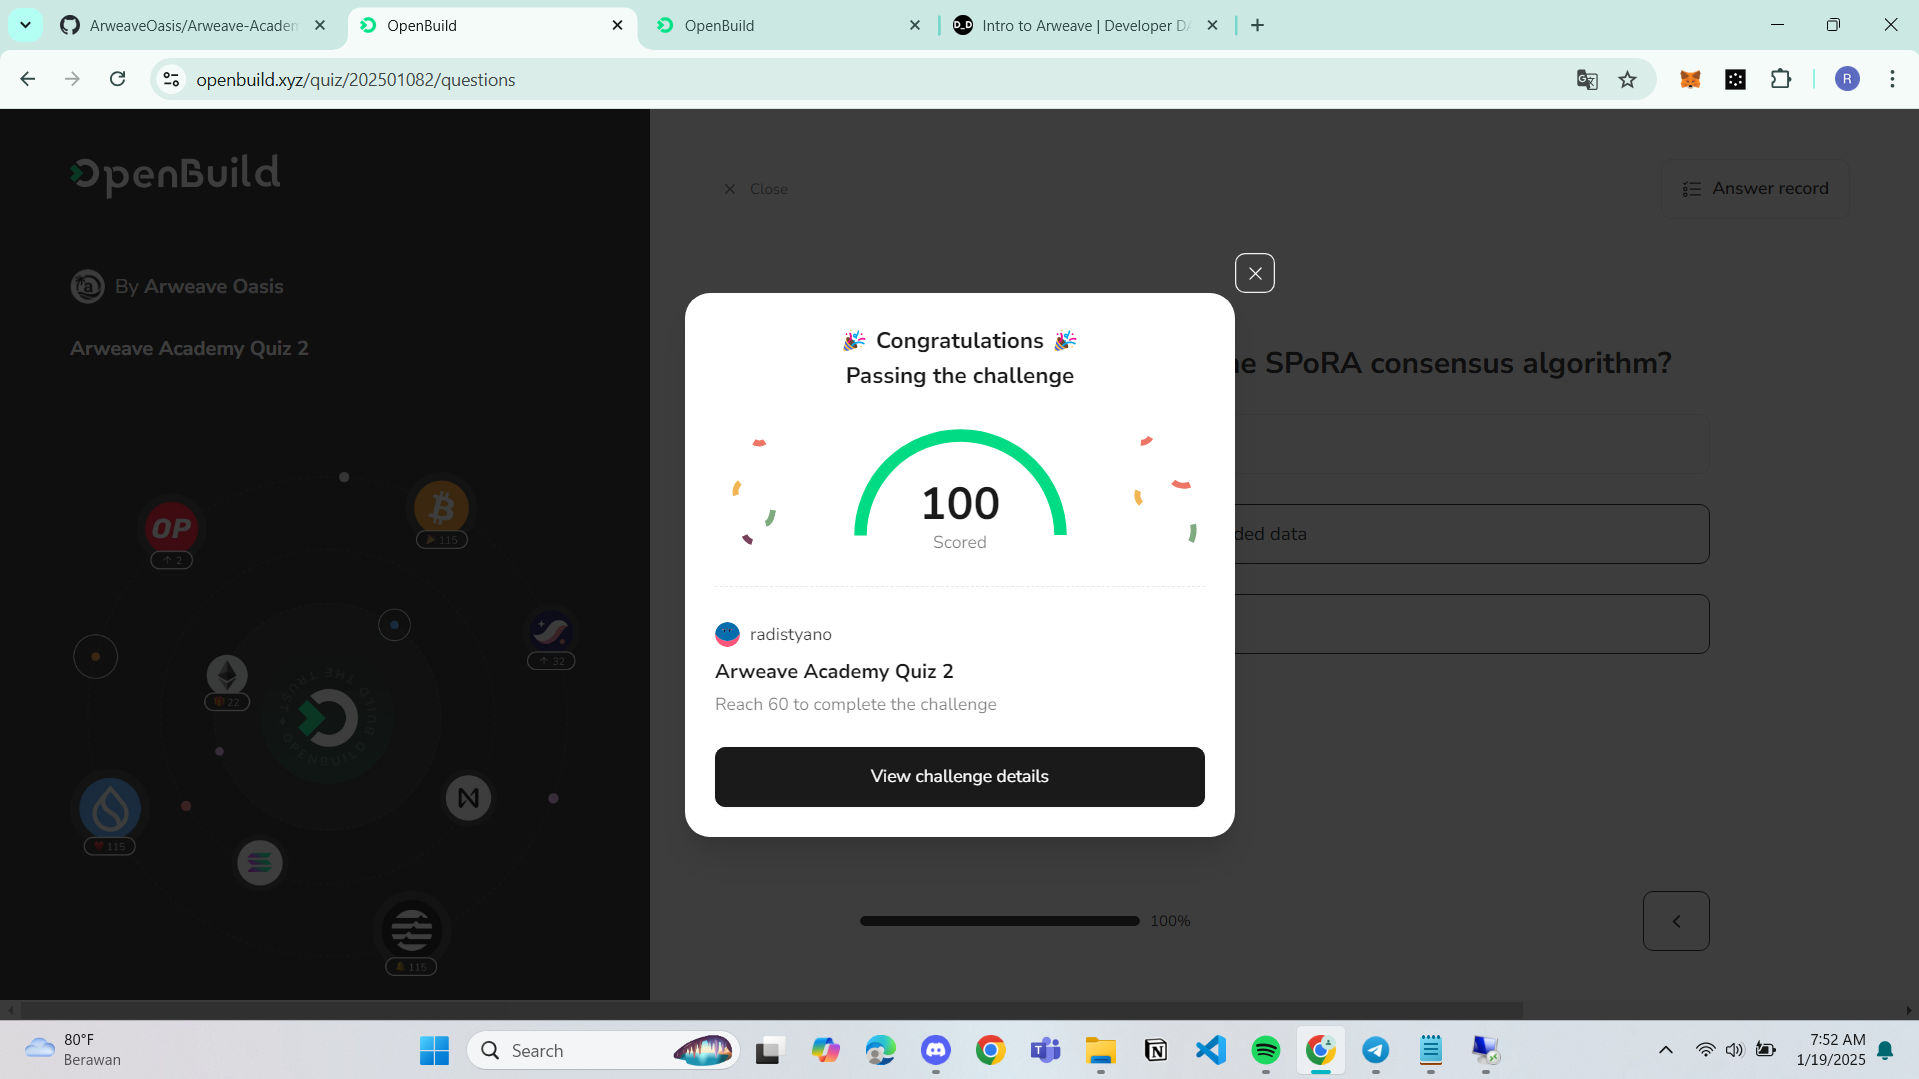 ArweaveOasis/Arweave-Academ
OpenBuild
OpenBuild
Intro to Arweave | Developer DA
openbuild.xyz/quiz/202501082/questions
R
OpenBuild
By Arweave Oasis
Arweave Academy Quiz 2
OP
2
115
32
22
115
115
Close
Answer record
e SPoRA consensus algorithm?
ded data
🎉 Congratulations 🎉
Passing the challenge
100
Scored
radistyano
Arweave Academy Quiz 2
Reach 60 to complete the challenge
View challenge details
100%
80°F
Berawan
Search
7:52 AM
1/19/2025